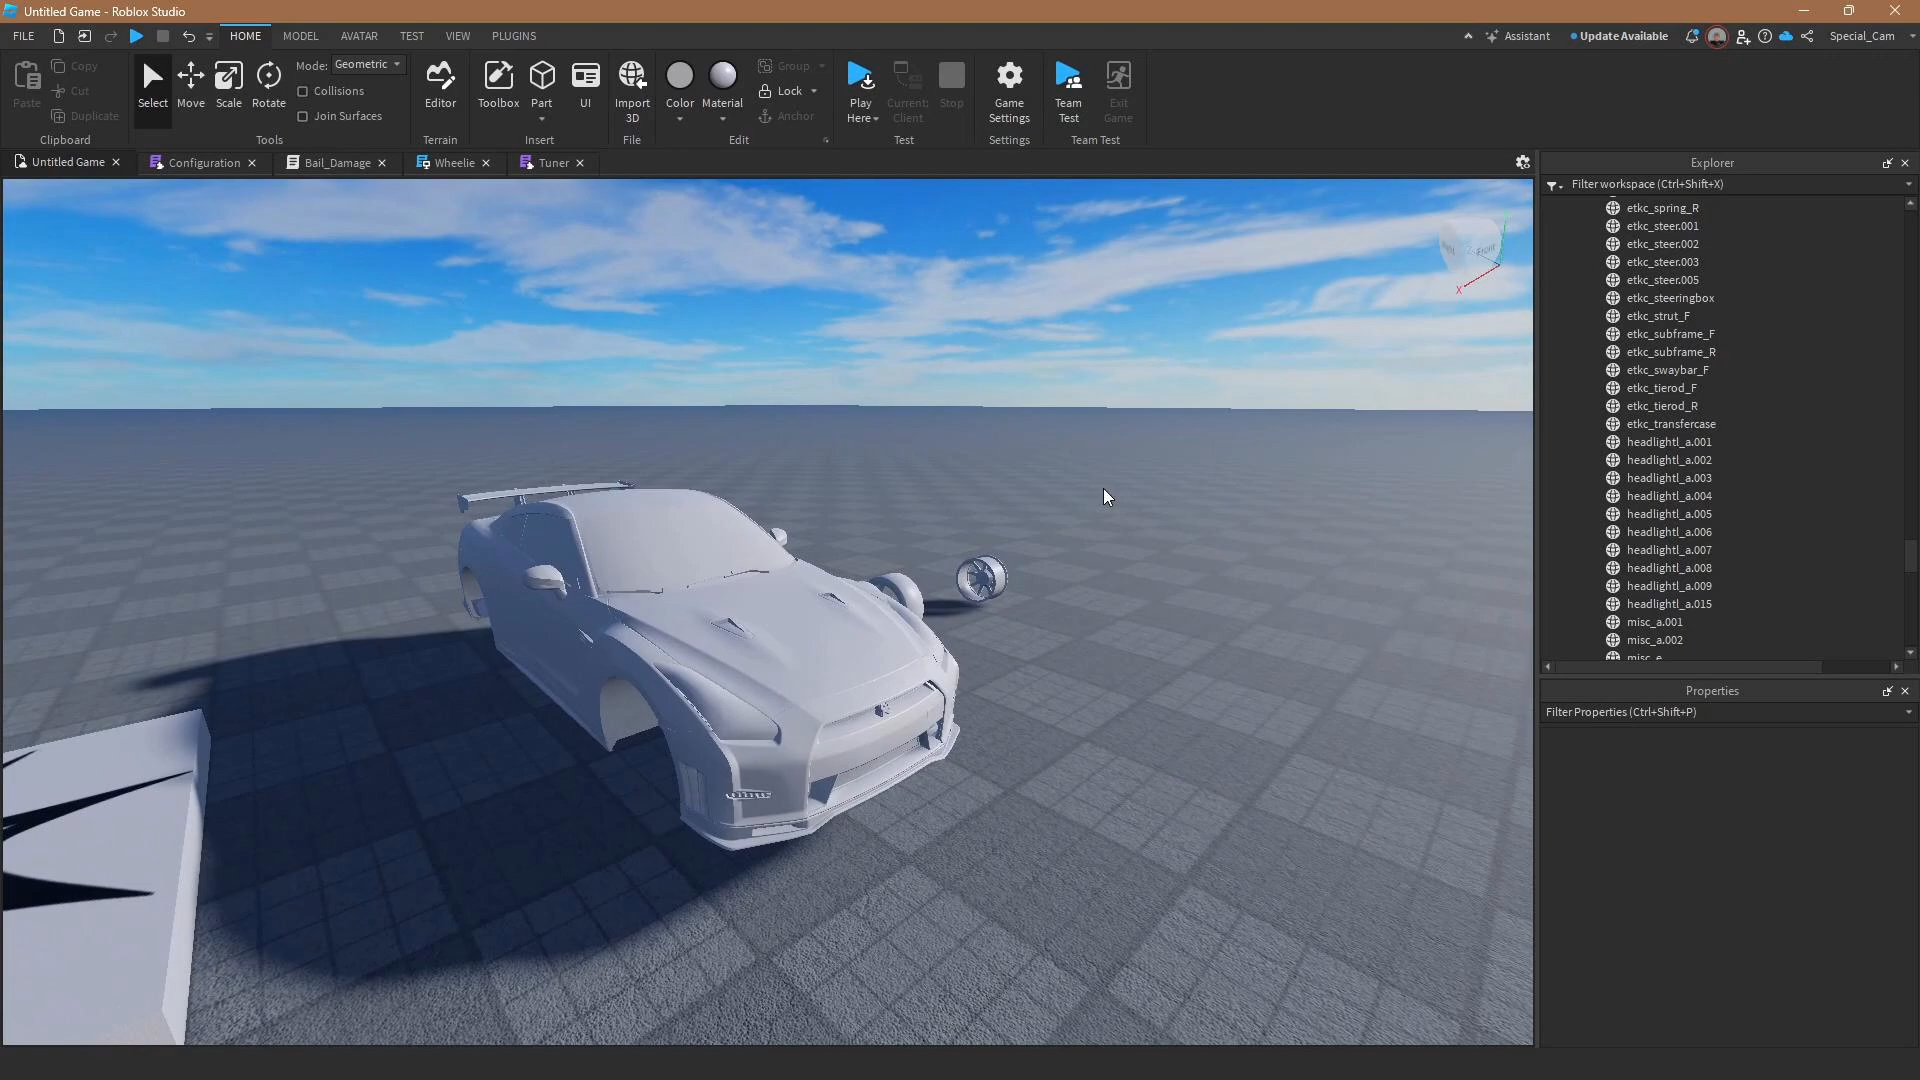 Untitled Game - Roblox Studio
FILE HOME MODEL AVATAR TEST VIEW PLUGINS Assistant Update Available Special_Cam
Paste Copy Cut Duplicate Clipboard
Select Move Scale Rotate Mode: Geometric Collisions Join Surfaces Tools
Editor Terrain
Toolbox Part UI Insert
Import 3D File
Color Material Group Lock Anchor Edit
Play Here Current: Client Stop Test
Game Settings Settings
Team Test Exit Game Team Test
Untitled Game Configuration Bail_Damage Wheelie Tuner
Front
X
Explorer
Filter workspace (Ctrl+Shift+X)
etkc_spring_R
etkc_steer.001
etkc_steer.002
etkc_steer.003
etkc_steer.005
etkc_steeringbox
etkc_strut_F
etkc_subframe_F
etkc_subframe_R
etkc_swaybar_F
etkc_tierod_F
etkc_tierod_R
etkc_transfercase
headlightl_a.001
headlightl_a.002
headlightl_a.003
headlightl_a.004
headlightl_a.005
headlightl_a.006
headlightl_a.007
headlightl_a.008
headlightl_a.009
headlightl_a.015
misc_a.001
misc_a.002
misc_e
Properties
Filter Properties (Ctrl+Shift+P)